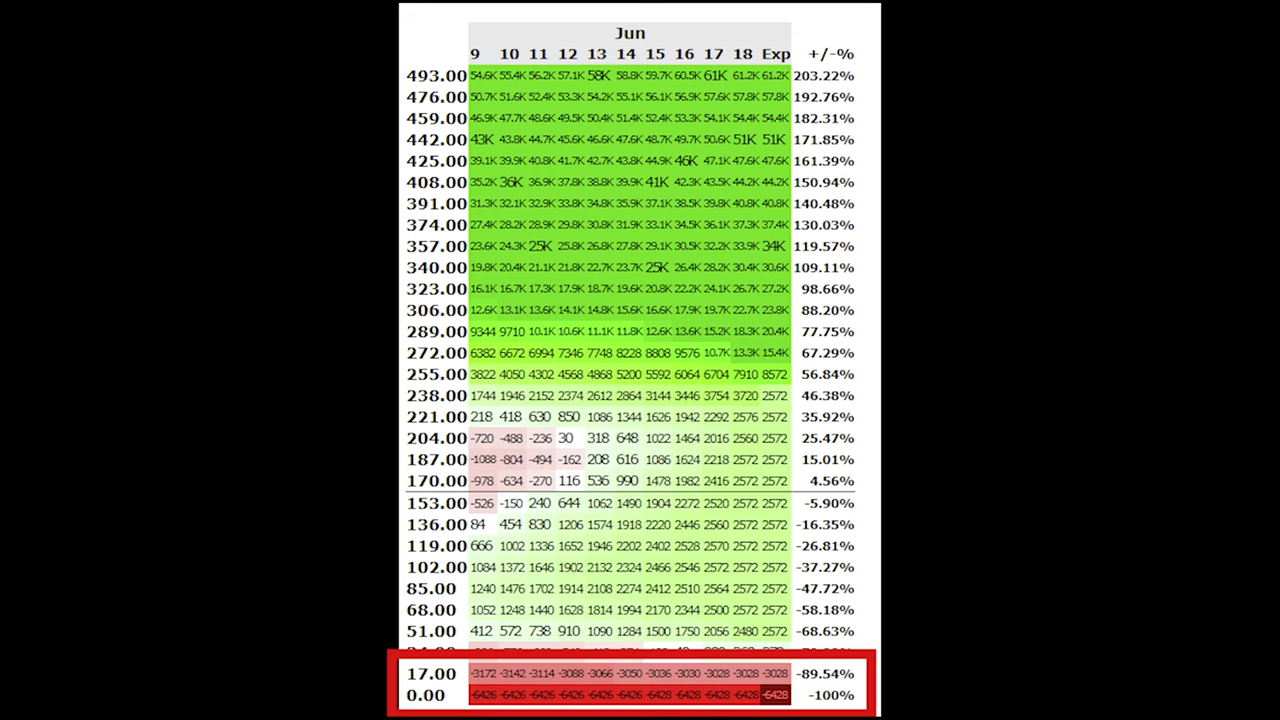 Jun
9 10 11 12 13 14 15 16 17 18 Exp +/-%
493.00 54.6K 55.4K 56.2K 57.1K 58K 58.8K 59.7K 60.5K 61K 61.2K 61.2K 203.22%
476.00 50.7K 51.6K 52.4K 53.3K 54.2K 55.1K 56.1K 56.9K 57.6K 57.8K 57.8K 192.76%
459.00 46.9K 47.7K 48.6K 49.5K 50.4K 51.4K 52.4K 53.3K 54.1K 54.4K 54.4K 182.31%
442.00 43K 43.8K 44.7K 45.6K 46.6K 47.6K 48.7K 49.7K 50.6K 51K 51K 171.85%
425.00 39.1K 39.9K 40.8K 41.7K 42.7K 43.8K 44.9K 46K 47.1K 47.6K 47.6K 161.39%
408.00 35.2K 36K 36.9K 37.8K 38.8K 39.9K 41K 42.3K 43.5K 44.2K 44.2K 150.94%
391.00 31.3K 32.1K 32.9K 33.8K 34.8K 35.9K 37.1K 38.5K 39.8K 40.8K 40.8K 140.48%
374.00 27.4K 28.2K 28.9K 29.8K 30.8K 31.9K 33.1K 34.5K 36.1K 37.3K 37.4K 130.03%
357.00 23.6K 24.3K 25K 25.8K 26.8K 27.8K 29.1K 30.5K 32.2K 33.9K 34K 119.57%
340.00 19.8K 20.4K 21.1K 21.8K 22.7K 23.7K 25K 26.4K 28.2K 30.4K 30.6K 109.11%
323.00 16.1K 16.7K 17.3K 17.9K 18.7K 19.6K 20.8K 22.2K 24.1K 26.7K 27.2K 98.66%
306.00 12.6K 13.1K 13.6K 14.1K 14.8K 15.6K 16.6K 17.9K 19.7K 22.7K 23.8K 88.20%
289.00 9344 9710 10.1K 10.6K 11.1K 11.8K 12.6K 13.6K 15.2K 18.3K 20.4K 77.75%
272.00 6382 6672 6994 7346 7748 8228 8808 9576 10.7K 13.3K 15.4K 67.29%
255.00 3822 4050 4302 4568 4868 5200 5592 6064 6704 7910 8572 56.84%
238.00 1744 1946 2152 2374 2612 2864 3144 3446 3754 3720 2572 46.38%
221.00 218 418 630 850 1086 1344 1626 1942 2292 2576 2572 35.92%
204.00 -720 -488 -236 30 318 648 1022 1464 2016 2560 2572 25.47%
187.00 -1088 -804 -494 -162 208 616 1086 1624 2218 2572 2572 15.01%
170.00 -978 -634 -270 116 536 990 1478 1982 2416 2572 2572 4.56%
153.00 -526 -150 240 644 1062 1490 1904 2272 2520 2572 2572 -5.90%
136.00 84 454 830 1206 1574 1918 2220 2446 2560 2572 2572 -16.35%
119.00 666 1002 1336 1652 1946 2202 2402 2528 2570 2572 2572 -26.81%
102.00 1084 1372 1646 1902 2132 2324 2466 2546 2572 2572 2572 -37.27%
85.00 1240 1476 1702 1914 2108 2274 2412 2510 2564 2572 2572 -47.72%
68.00 1052 1248 1440 1628 1814 1994 2170 2344 2500 2572 2572 -58.18%
51.00 412 572 738 910 1090 1284 1500 1750 2056 2480 2572 -68.63%
17.00 -3172 -3142 -3114 -3088 -3066 -3050 -3036 -3030 -3028 -3028 -3028 -89.54%
0.00 -6426 -6426 -6426 -6426 -6426 -6426 -6428 -6428 -6428 -6428 -6428 -100%